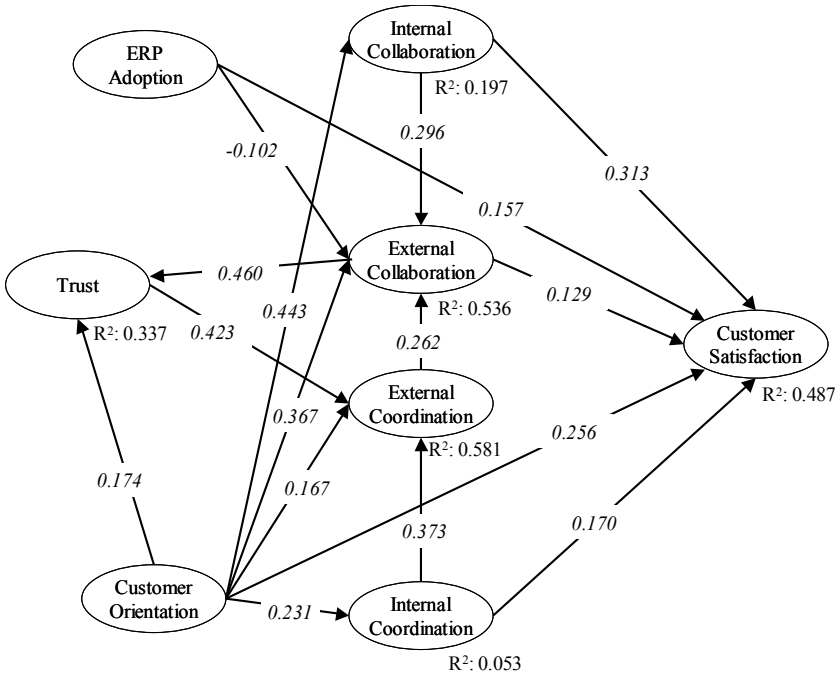 Internal
Collaboration
ERP
Adoption
R²: 0.197
0.296
-0.102
0.313
0.157
External
Collaboration
0.460
Trust
0.129
0.443
R²: 0.536
R²: 0.337
0.423
0.262
Customer
Satisfaction
R²: 0.487
External
Coordination
0.367
0.256
R²: 0.581
0.174
0.167
0.170
0.373
Customer
Orientation
0.231
Internal
Coordination
R²: 0.053